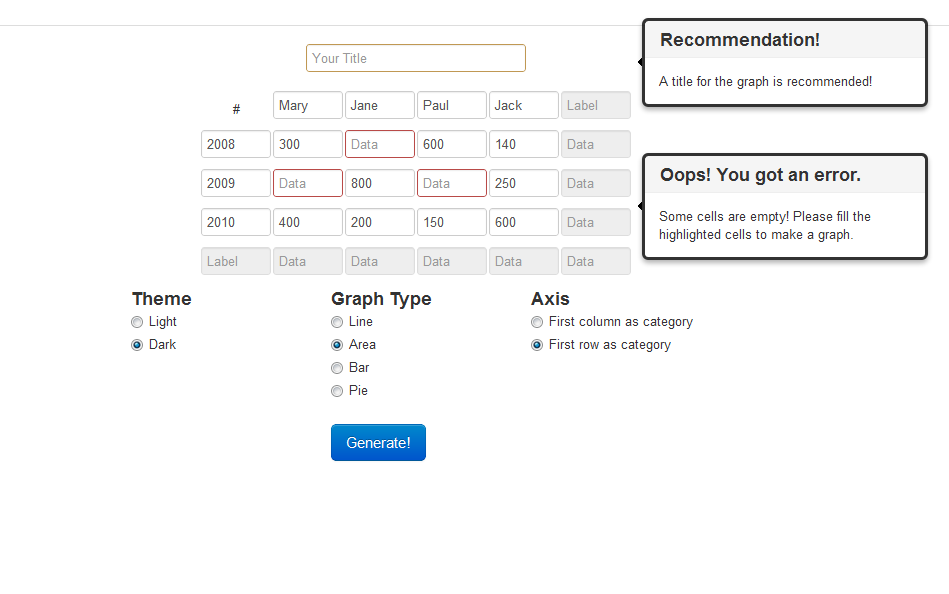 Recommendation!
Your Title
A title for the graph is recommended!
# Mary Jane Paul Jack Label
2008 300 Data 600 140 Data
Oops! You got an error.
2009 Data 800 Data 250 Data
Some cells are empty! Please fill the
highlighted cells to make a graph.
2010 400 200 150 600 Data
Label Data Data Data Data Data
Theme Graph Type Axis
Light Line First column as category
Dark Area First row as category
Bar
Pie
Generate!